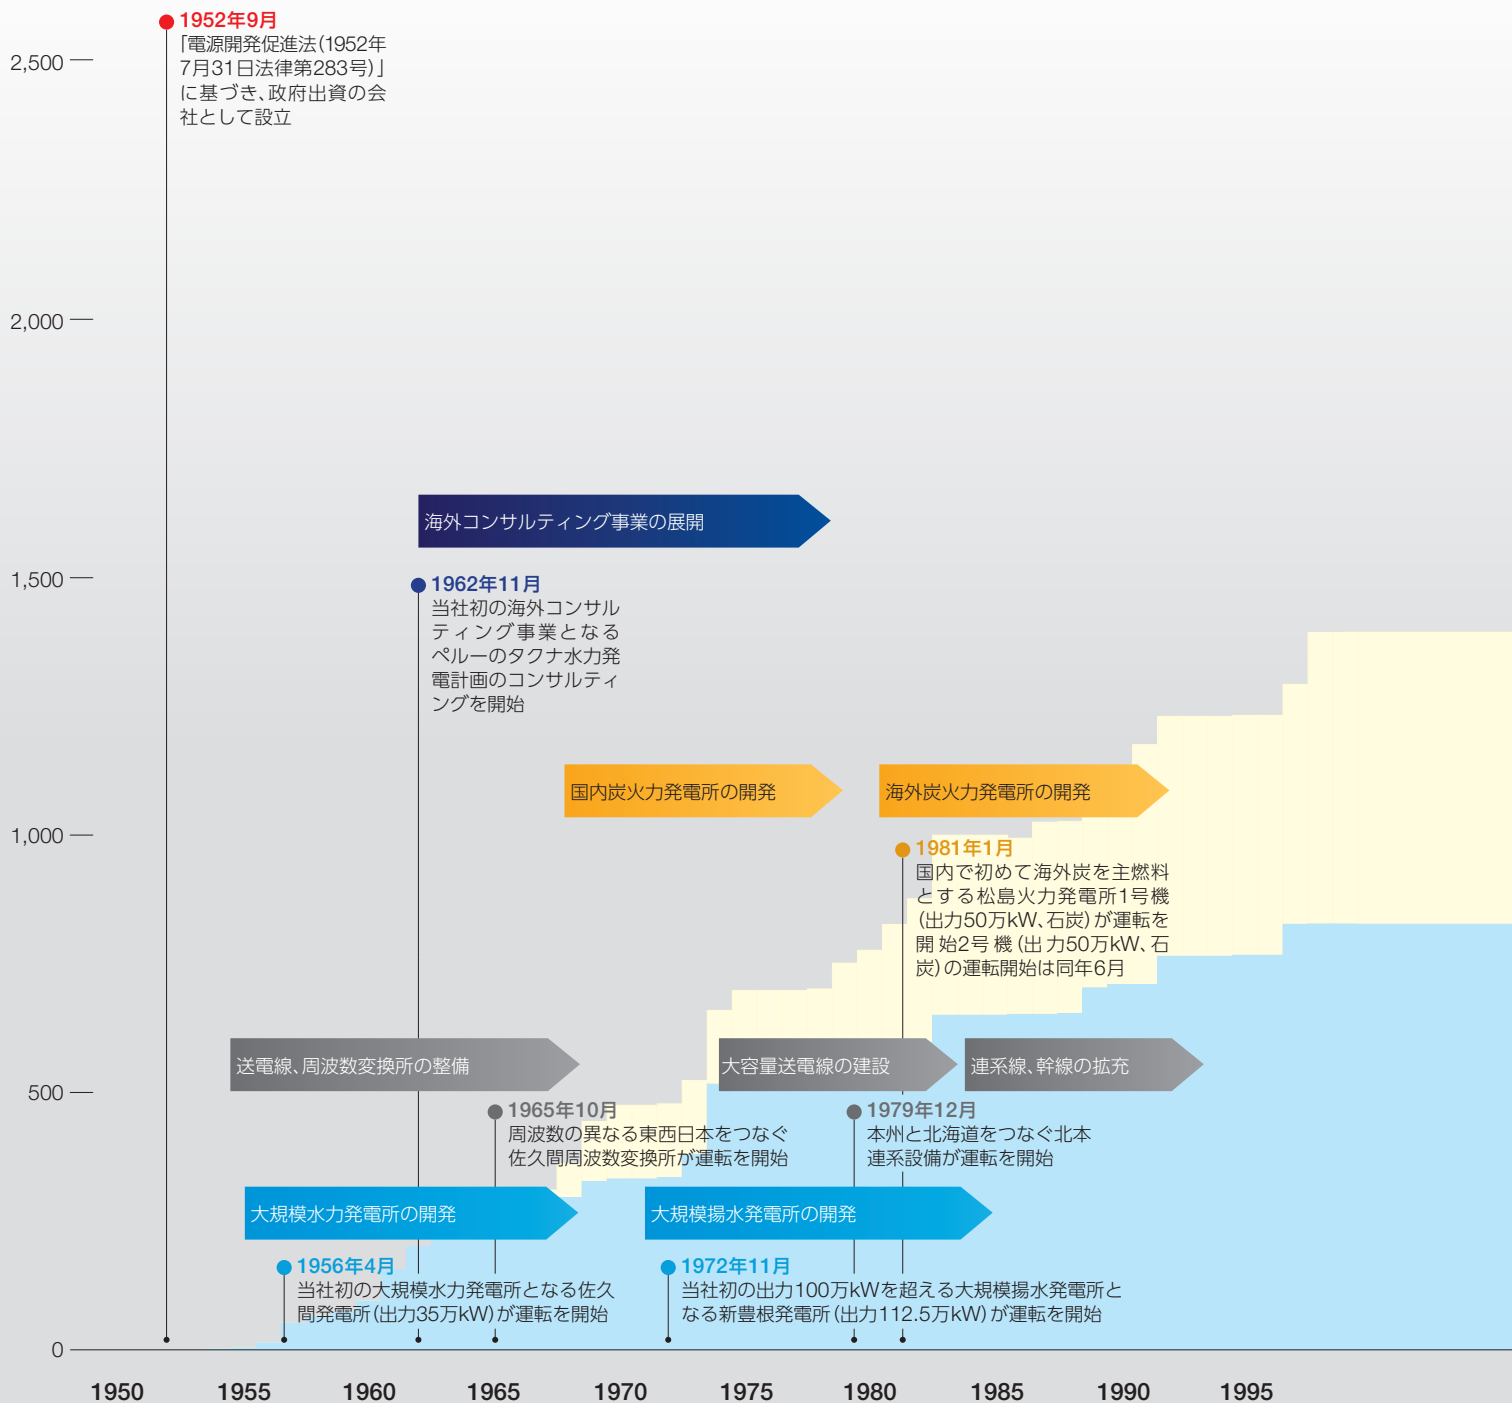 1952年9月
「電源開発促進法(1952年
7月31日法律第283号)」
に基づき、政府出資の会
社として設立
2,500
2,000
1,500
1,000
500
0
海外コンサルティング事業の展開
1962年11月
当社初の海外コンサル
ティング事業となる
ペルーのタクナ水力発
電計画のコンサルティ
ングを開始
国内炭火力発電所の開発
海外炭火力発電所の開発
1981年1月
国内で初めて海外炭を主燃料
とする松島火力発電所1号機
(出力50万kW、石炭)が運転を
開始2号機(出力50万kW、石
炭)の運転開始は同年6月
送電線、周波数変換所の整備
大容量送電線の建設
連系線、幹線の拡充
1965年10月
周波数の異なる東西日本をつなぐ
佐久間周波数変換所が運転を開始
1979年12月
本州と北海道をつなぐ北本
連系設備が運転を開始
大規模水力発電所の開発
大規模揚水発電所の開発
1956年4月
当社初の大規模水力発電所となる佐久
間発電所(出力35万kW)が運転を開始
1972年11月
当社初の出力100万kWを超える大規模揚水発電所と
なる新豊根発電所(出力112.5万kW)が運転を開始
1950 1955 1960 1965 1970 1975 1980 1985 1990 1995